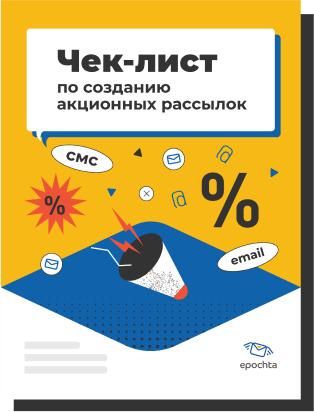 Чек-лист
по созданию
акционных рассылок
СМС
%
%
email
epochta